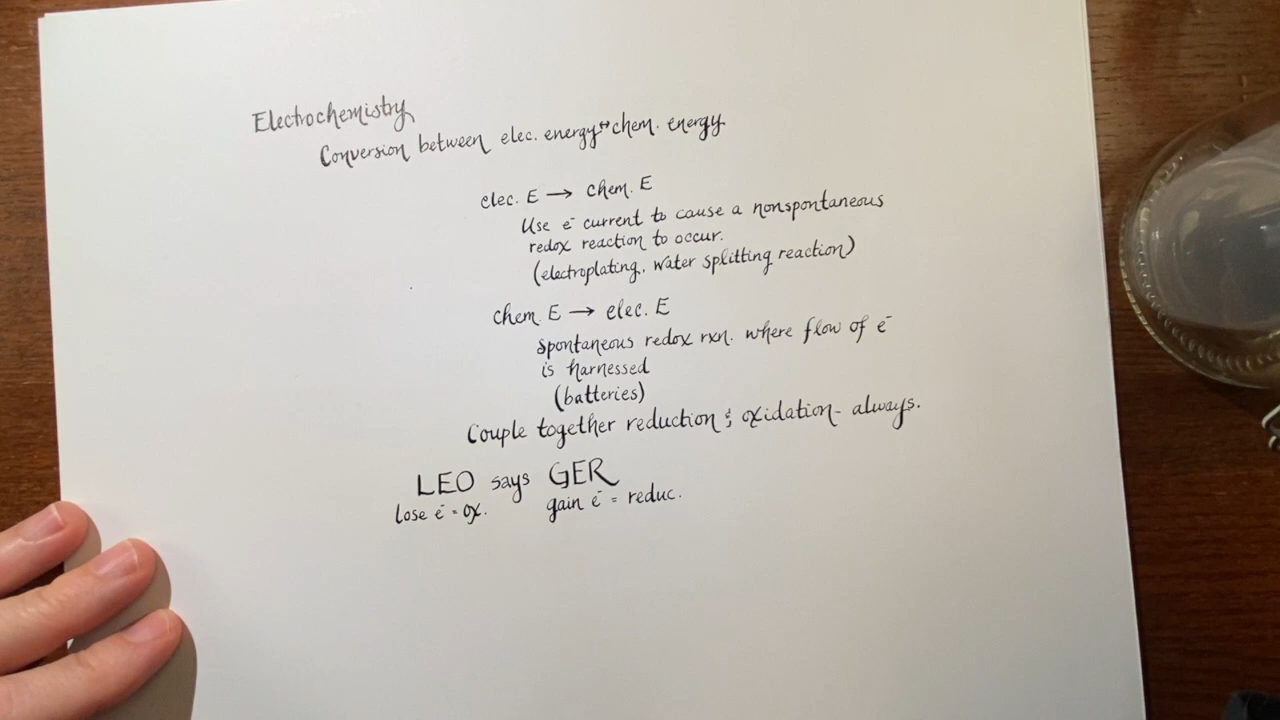 Electrochemistry
Conversion between elec. energy↔chem. energy
elec. E → chem. E
Use e⁻ current to cause a nonspontaneous
redox reaction to occur.
(electroplating, water splitting reaction)
chem. E → elec. E
Spontaneous redox rxn. where flow of e⁻
is harnessed
(batteries)
Couple together reduction & oxidation - always.
LEO says GER
lose e⁻ = ox. gain e⁻ = reduc.